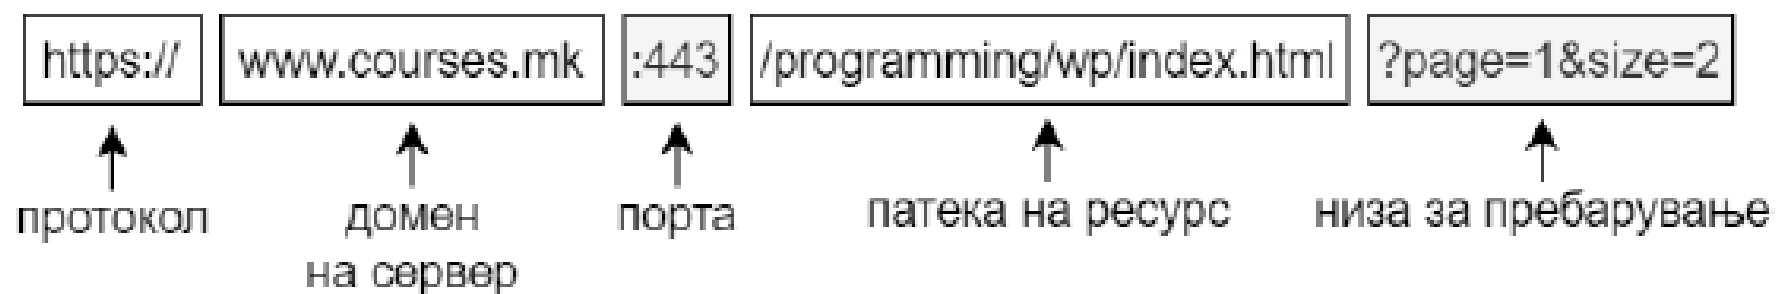 https:// www.courses.mk :443 /programming/wp/index.html ?page=1&size=2
протокол домен на сервер порта патека на ресурс низа за пребарување